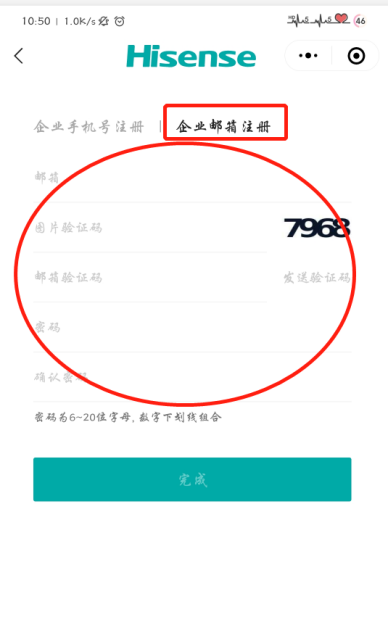 10:50 | 1.0K/s 46
Hisense
企业手机号注册 | 企业邮箱注册
邮箱
图片验证码 7968
邮箱验证码 发送验证码
密码
确认密码
密码为6~20位字母,数字下划线组合
完成